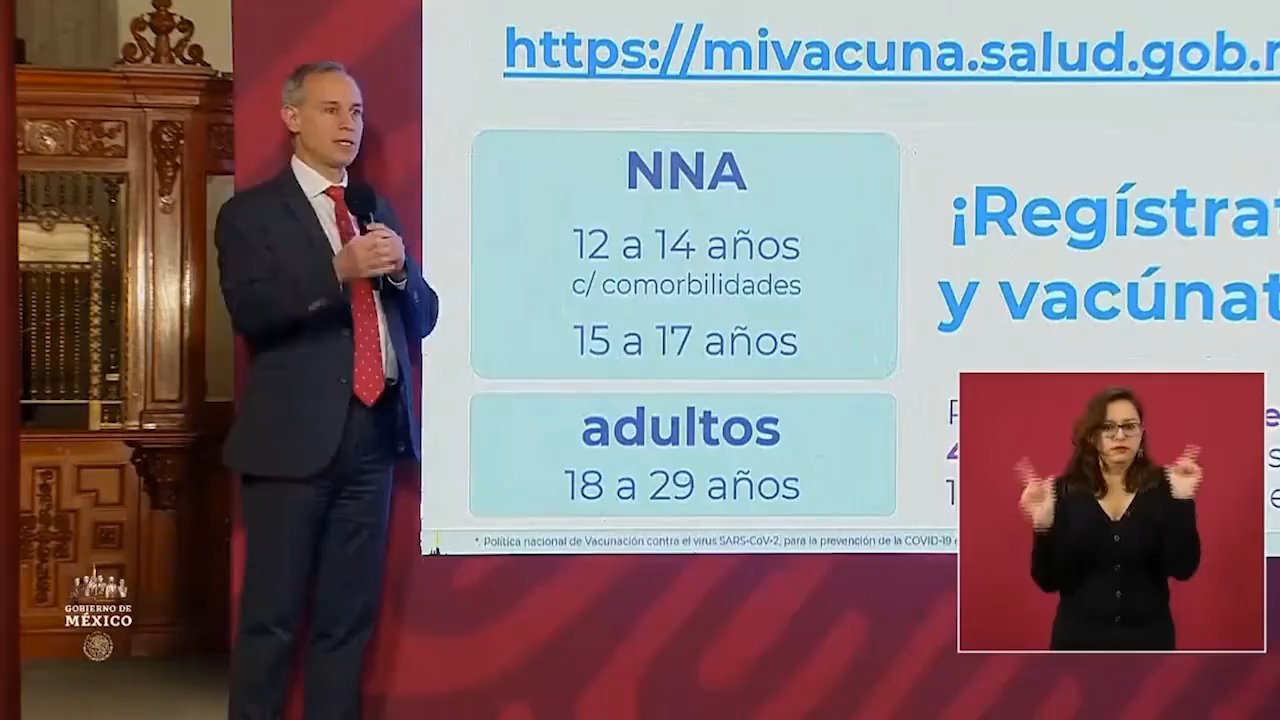 https://mivacuna.salud.gob.
NNA
12 a 14 años
c/ comorbilidades
15 a 17 años
adultos
18 a 29 años
¡Regístra
y vacúnat
*. Política nacional de Vacunación contra el virus SARS-CoV-2, para la prevención de la COVID-19
GOBIERNO DE
MÉXICO